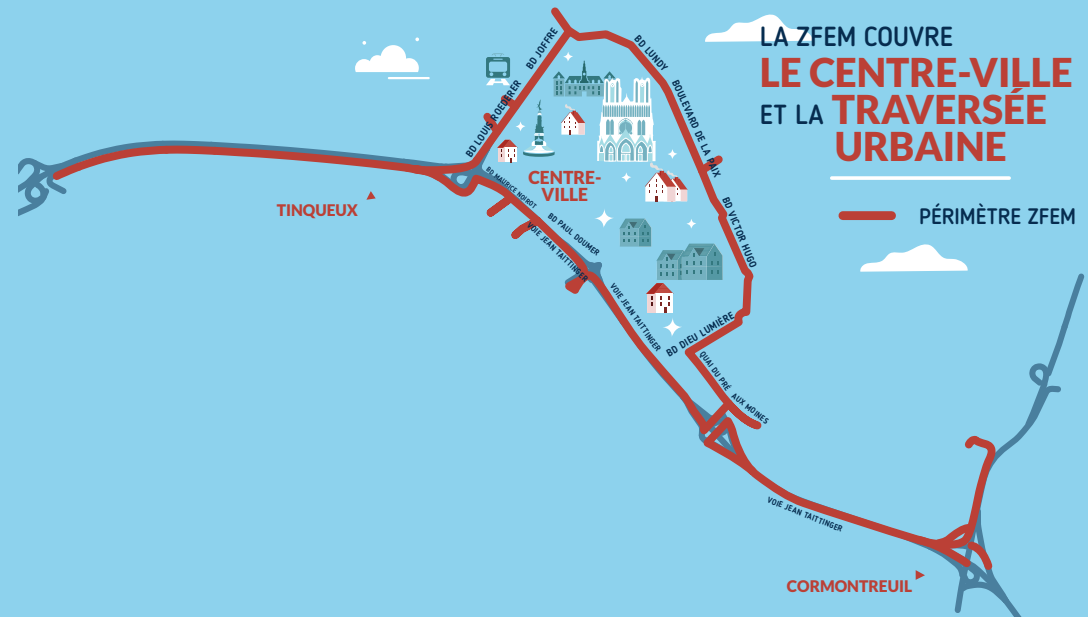 LA ZFEM COUVRE
LE CENTRE-VILLE
ET LA TRAVERSÉE
URBAINE
PÉRIMÈTRE ZFEM
BD JOFFRE
BD LUNDY
BD LOUIS ROEDERER
BOULEVARD DE LA PAIX
BD MAURICE NOIROT
CENTRE-
VILLE
TINQUEUX
BD PAUL DOUMER
VOIE JEAN TAITTINGER
BD VICTOR HUGO
VOIE JEAN TAITTINGER
BD DIEU LUMIÈRE
QUAI DU PRÉ AUX MOINES
VOIE JEAN TAITTINGER
CORMONTREUIL